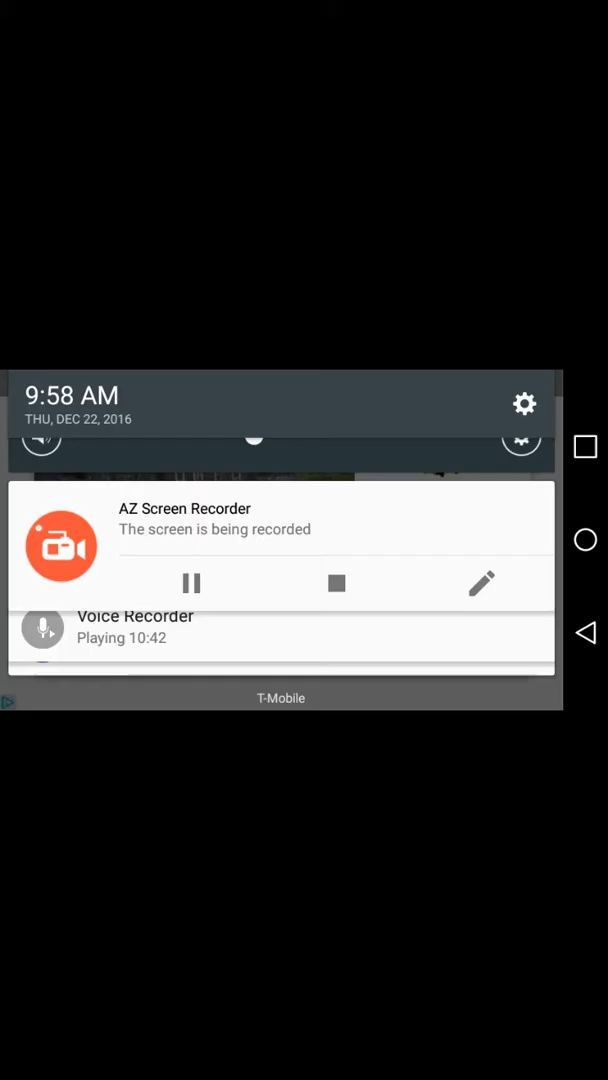 9:58 AM
THU, DEC 22, 2016
AZ Screen Recorder
The screen is being recorded
Voice Recorder
Playing 10:42
T-Mobile